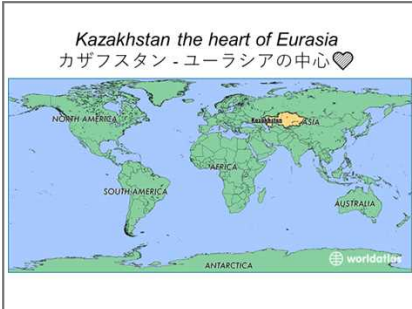 Kazakhstan the heart of Eurasia
カザフスタン - ユーラシアの中心
NORTH AMERICA
Kazakhstan
ASIA
AFRICA
SOUTH AMERICA
AUSTRALIA
worldatlas
ANTARCTICA